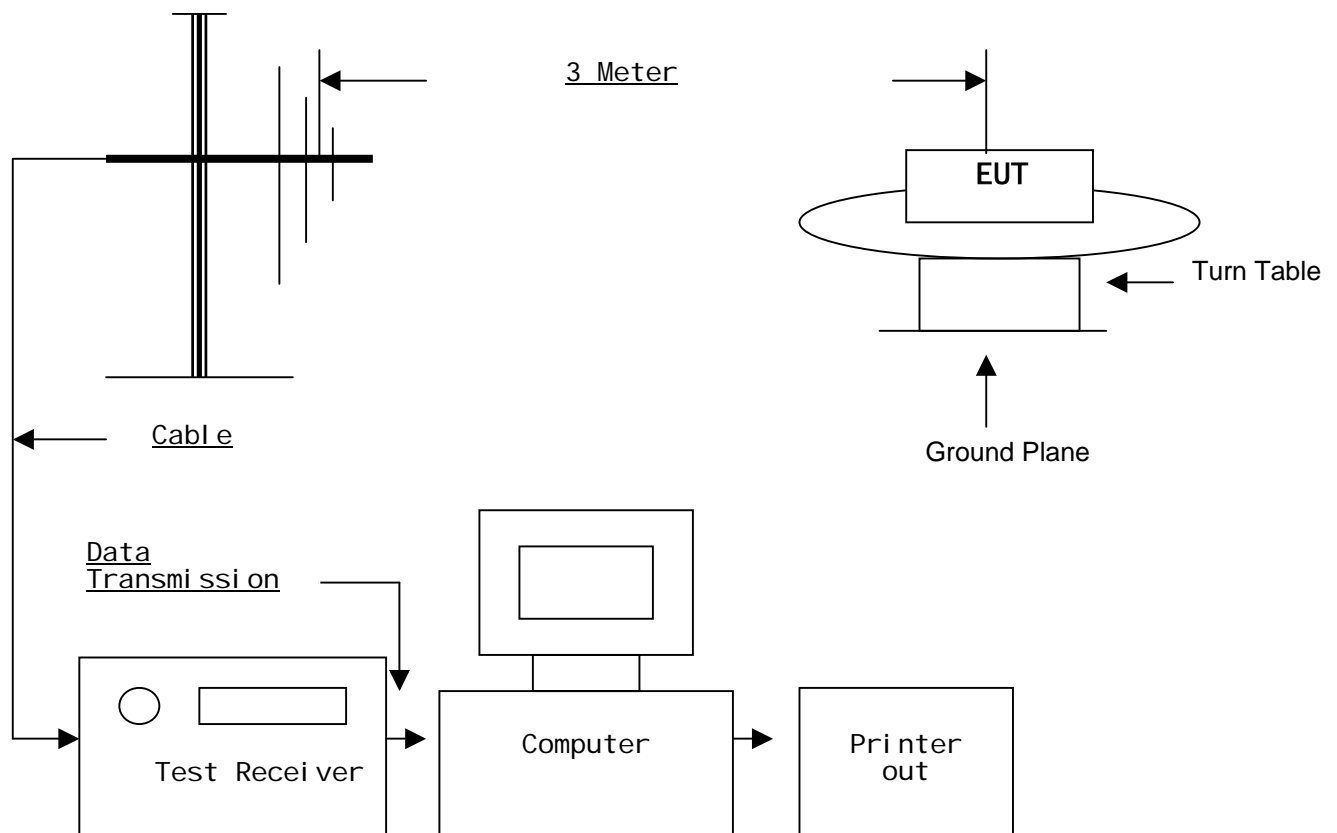 3 Meter
EUT
Turn Table
Cable
Ground Plane
Data
Transmission
Test Receiver
Computer
Printer
out